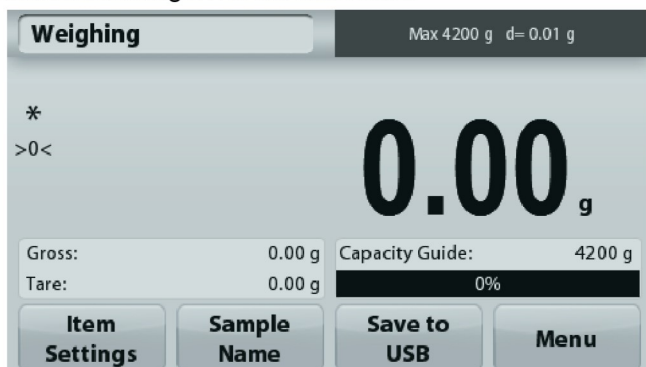 Weighing
Max 4200 g d= 0.01 g
*
>0<
0.00 g
Gross: 0.00 g
Tare: 0.00 g
Capacity Guide: 4200 g
0%
Item
Settings
Sample
Name
Save to
USB
Menu